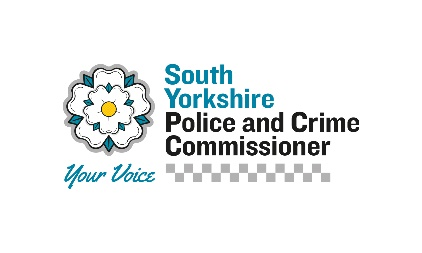 South
Yorkshire
Police and Crime
Commissioner
Your Voice